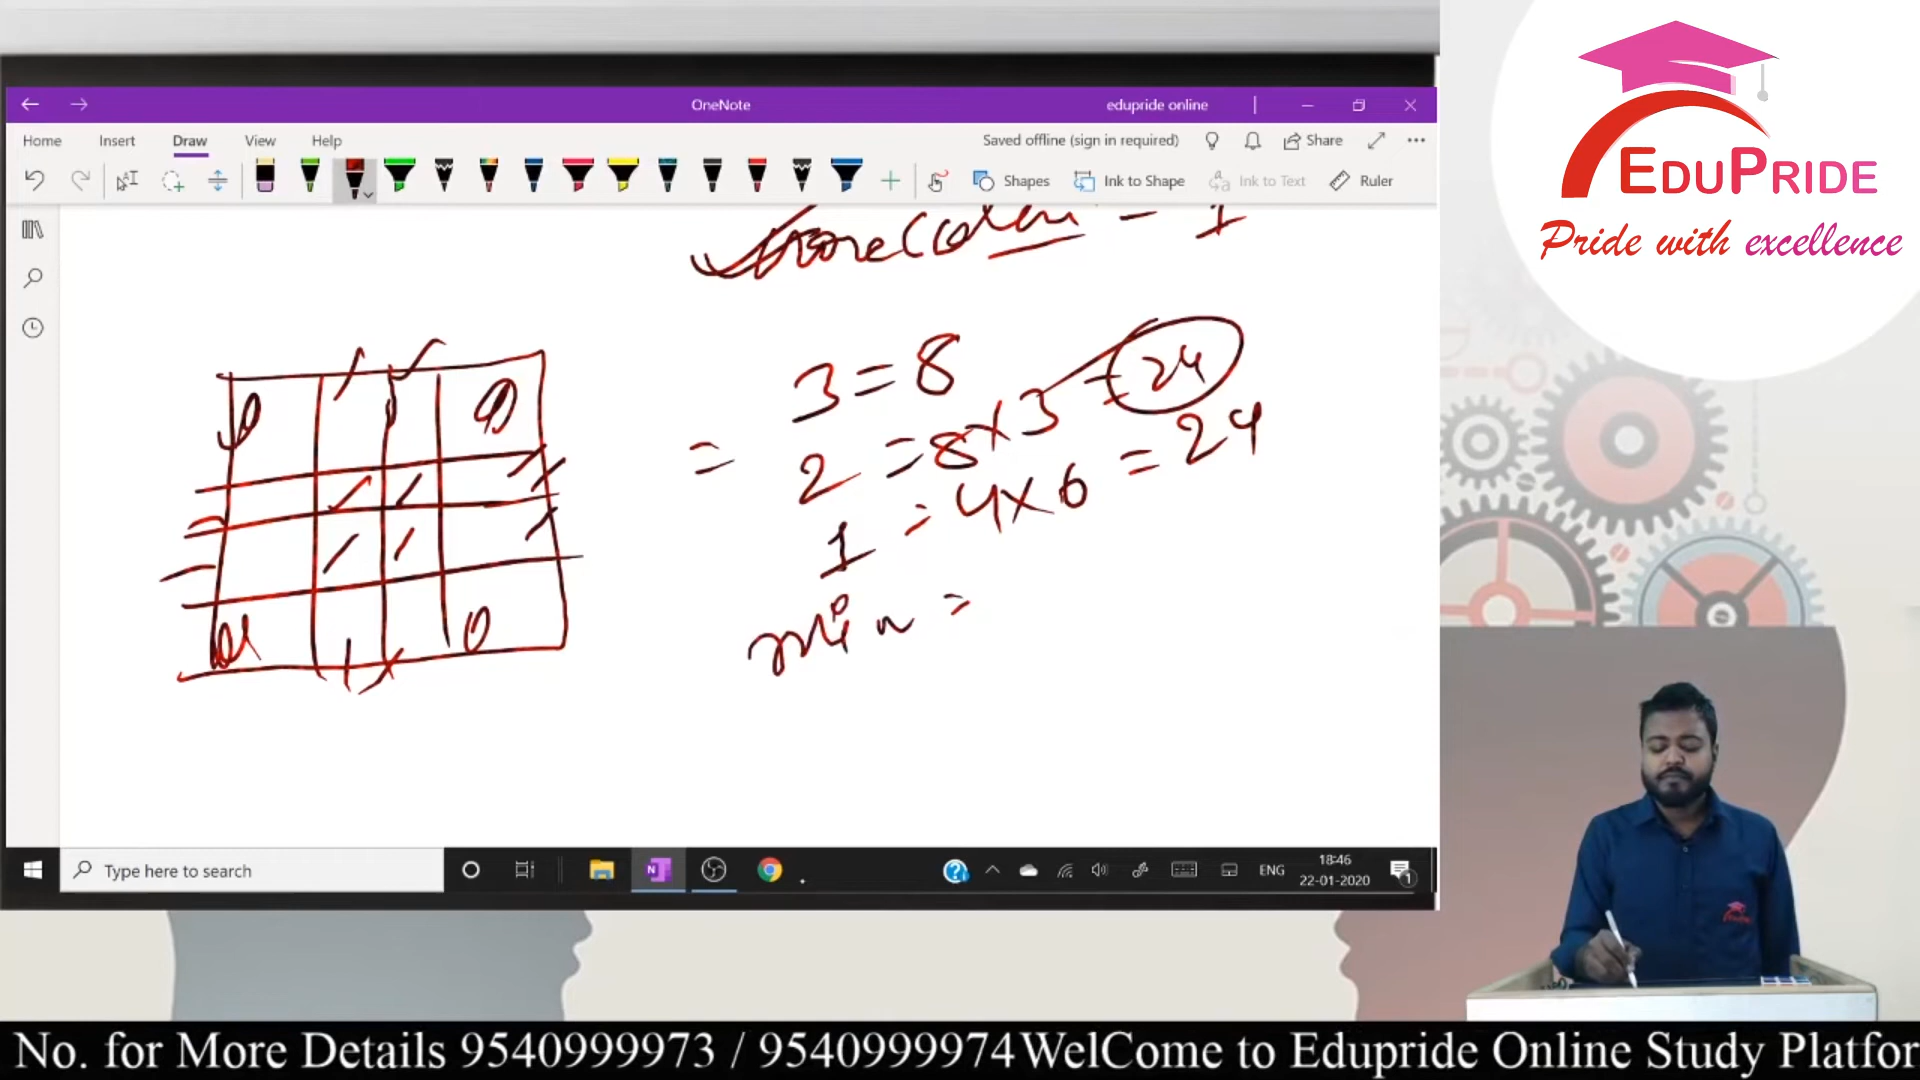 OneNote
edupride online
Home Insert Draw View Help
Saved offline (sign in required)
Share
Shapes
Ink to Shape
Ink to Text
Ruler
= 1
3 = 8
2 = 8 x 3 = 24
=
1 = 4 x 6 = 24
min =
EDUPRIDE
Pride with excellence
Type here to search
N
ENG
18:46
22-01-2020
1
No. for More Details 9540999973 / 9540999974 WelCome to Edupride Online Study Platfor